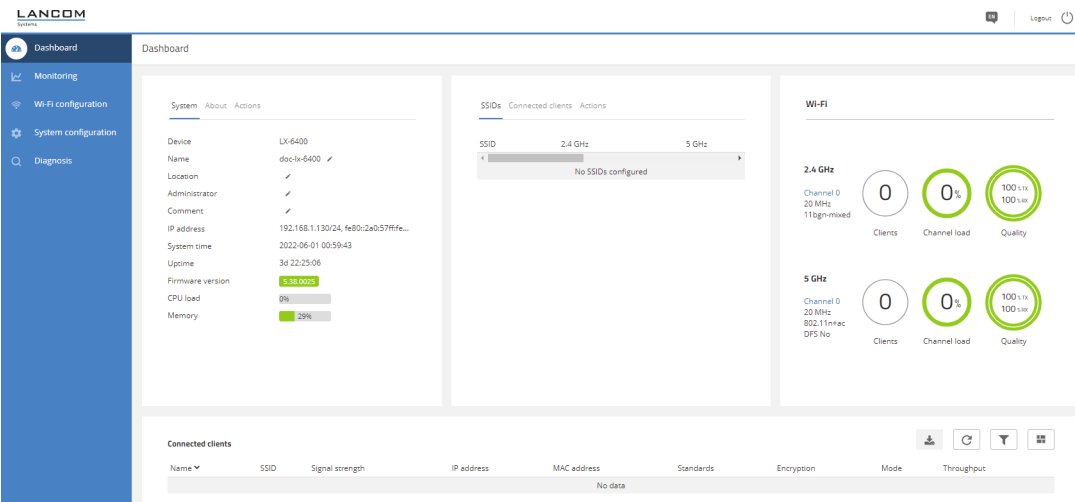 LANCOM
Systems
EN
Logout
Dashboard
Monitoring
Wi-Fi configuration
System configuration
Diagnosis
Dashboard
System About Actions
Device LX-6400
Name doc-lx-6400
Location
Administrator
Comment
IP address 192.168.1.130/24, fe80::2a0:57ff:fe...
System time 2022-06-01 00:59:43
Uptime 3d 22:25:06
Firmware version 5.38.0025
CPU load 0%
Memory 29%
SSIDs Connected clients Actions
SSID 2.4 GHz 5 GHz
No SSIDs configured
Wi-Fi
2.4 GHz
Channel 0
20 MHz
11bgn-mixed
0
Clients
0%
Channel load
100 % TX
100 % RX
Quality
5 GHz
Channel 0
20 MHz
802.11n+ac
DFS No
0
Clients
0%
Channel load
100 % TX
100 % RX
Quality
Connected clients
Name SSID Signal strength IP address MAC address Standards Encryption Mode Throughput
No data